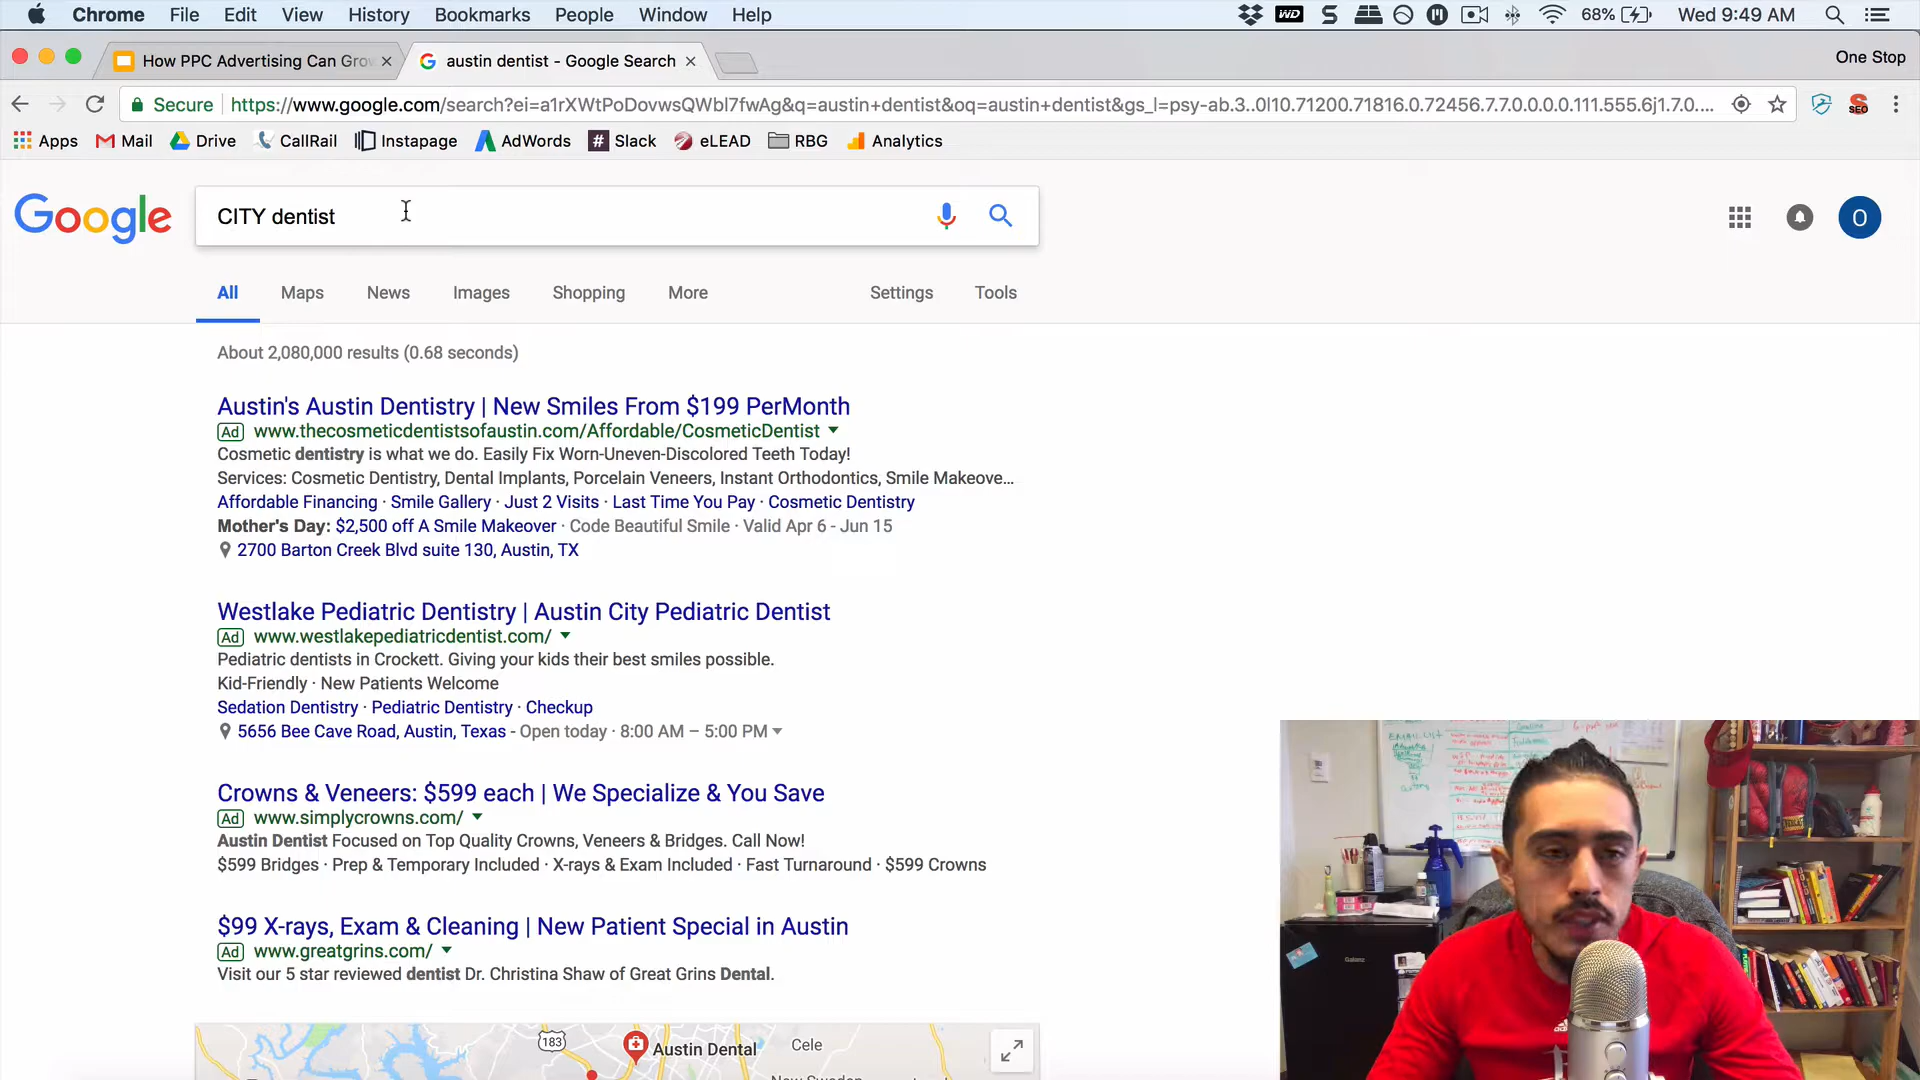 Chrome File Edit View History Bookmarks People Window Help WD 68% Wed 9:49 AM
How PPC Advertising Can Gro austin dentist - Google Search One Stop
Secure https://www.google.com/search?ei=a1rXWtPoDovwsQWbl7fwAg&q=austin+dentist&oq=austin+dentist&gs_l=psy-ab.3..0l10.71200.71816.0.72456.7.7.0.0.0.0.111.555.6j1.7.0.... SEO
Apps Mail Drive CallRail Instapage AdWords Slack eLEAD RBG Analytics
Google CITY dentist O
All Maps News Images Shopping More Settings Tools
About 2,080,000 results (0.68 seconds)
Austin's Austin Dentistry | New Smiles From $199 PerMonth
Ad www.thecosmeticdentistsofaustin.com/Affordable/CosmeticDentist
Cosmetic dentistry is what we do. Easily Fix Worn-Uneven-Discolored Teeth Today!
Services: Cosmetic Dentistry, Dental Implants, Porcelain Veneers, Instant Orthodontics, Smile Makeove...
Affordable Financing · Smile Gallery · Just 2 Visits · Last Time You Pay · Cosmetic Dentistry
Mother's Day: $2,500 off A Smile Makeover · Code Beautiful Smile · Valid Apr 6 - Jun 15
2700 Barton Creek Blvd suite 130, Austin, TX
Westlake Pediatric Dentistry | Austin City Pediatric Dentist
Ad www.westlakepediatricdentist.com/
Pediatric dentists in Crockett. Giving your kids their best smiles possible.
Kid-Friendly · New Patients Welcome
Sedation Dentistry · Pediatric Dentistry · Checkup
5656 Bee Cave Road, Austin, Texas - Open today · 8:00 AM – 5:00 PM
Crowns & Veneers: $599 each | We Specialize & You Save
Ad www.simplycrowns.com/
Austin Dentist Focused on Top Quality Crowns, Veneers & Bridges. Call Now!
$599 Bridges · Prep & Temporary Included · X-rays & Exam Included · Fast Turnaround · $599 Crowns
$99 X-rays, Exam & Cleaning | New Patient Special in Austin
Ad www.greatgrins.com/
Visit our 5 star reviewed dentist Dr. Christina Shaw of Great Grins Dental.
183 Austin Dental Cele
New Sweden
EMAIL LIST
Galanz